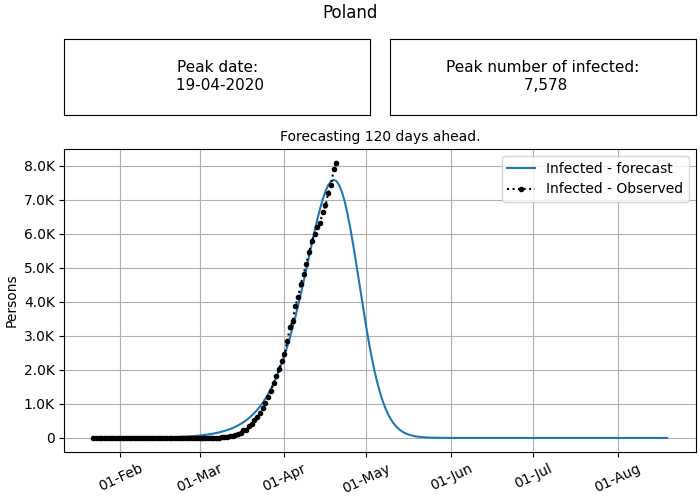 Poland
Peak date:
19-04-2020
Peak number of infected:
7,578
Forecasting 120 days ahead.
Infected - forecast
Infected - Observed
Persons
8.0K
7.0K
6.0K
5.0K
4.0K
3.0K
2.0K
1.0K
0
01-Feb
01-Mar
01-Apr
01-May
01-Jun
01-Jul
01-Aug